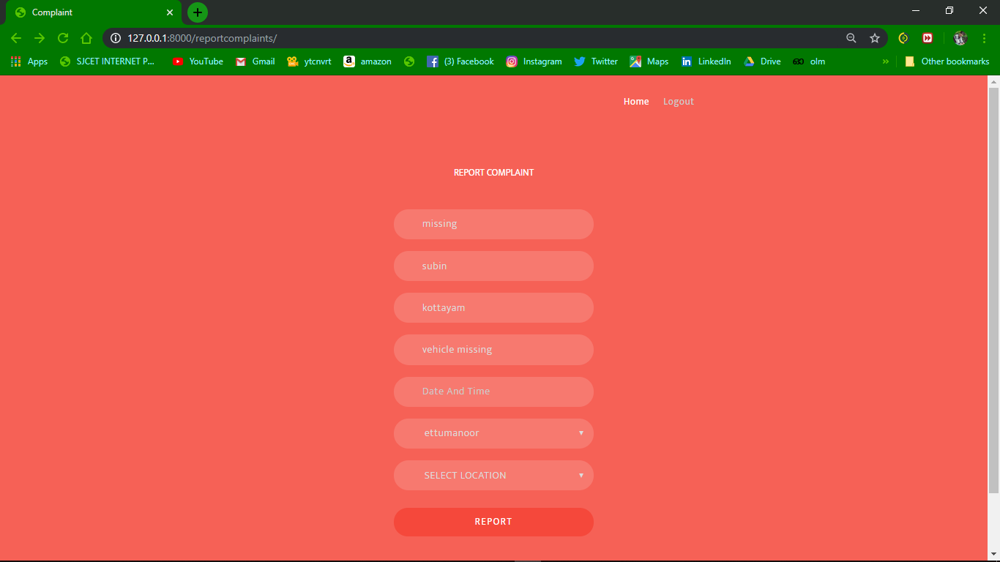 Complaint
127.0.0.1:8000/reportcomplaints/
Apps SJCET INTERNET P... YouTube Gmail ytcnvrt amazon (3) Facebook Instagram Twitter Maps LinkedIn Drive olm » Other bookmarks
Home Logout
REPORT COMPLAINT
missing
subin
kottayam
vehicle missing
Date And Time
ettumanoor
SELECT LOCATION
REPORT